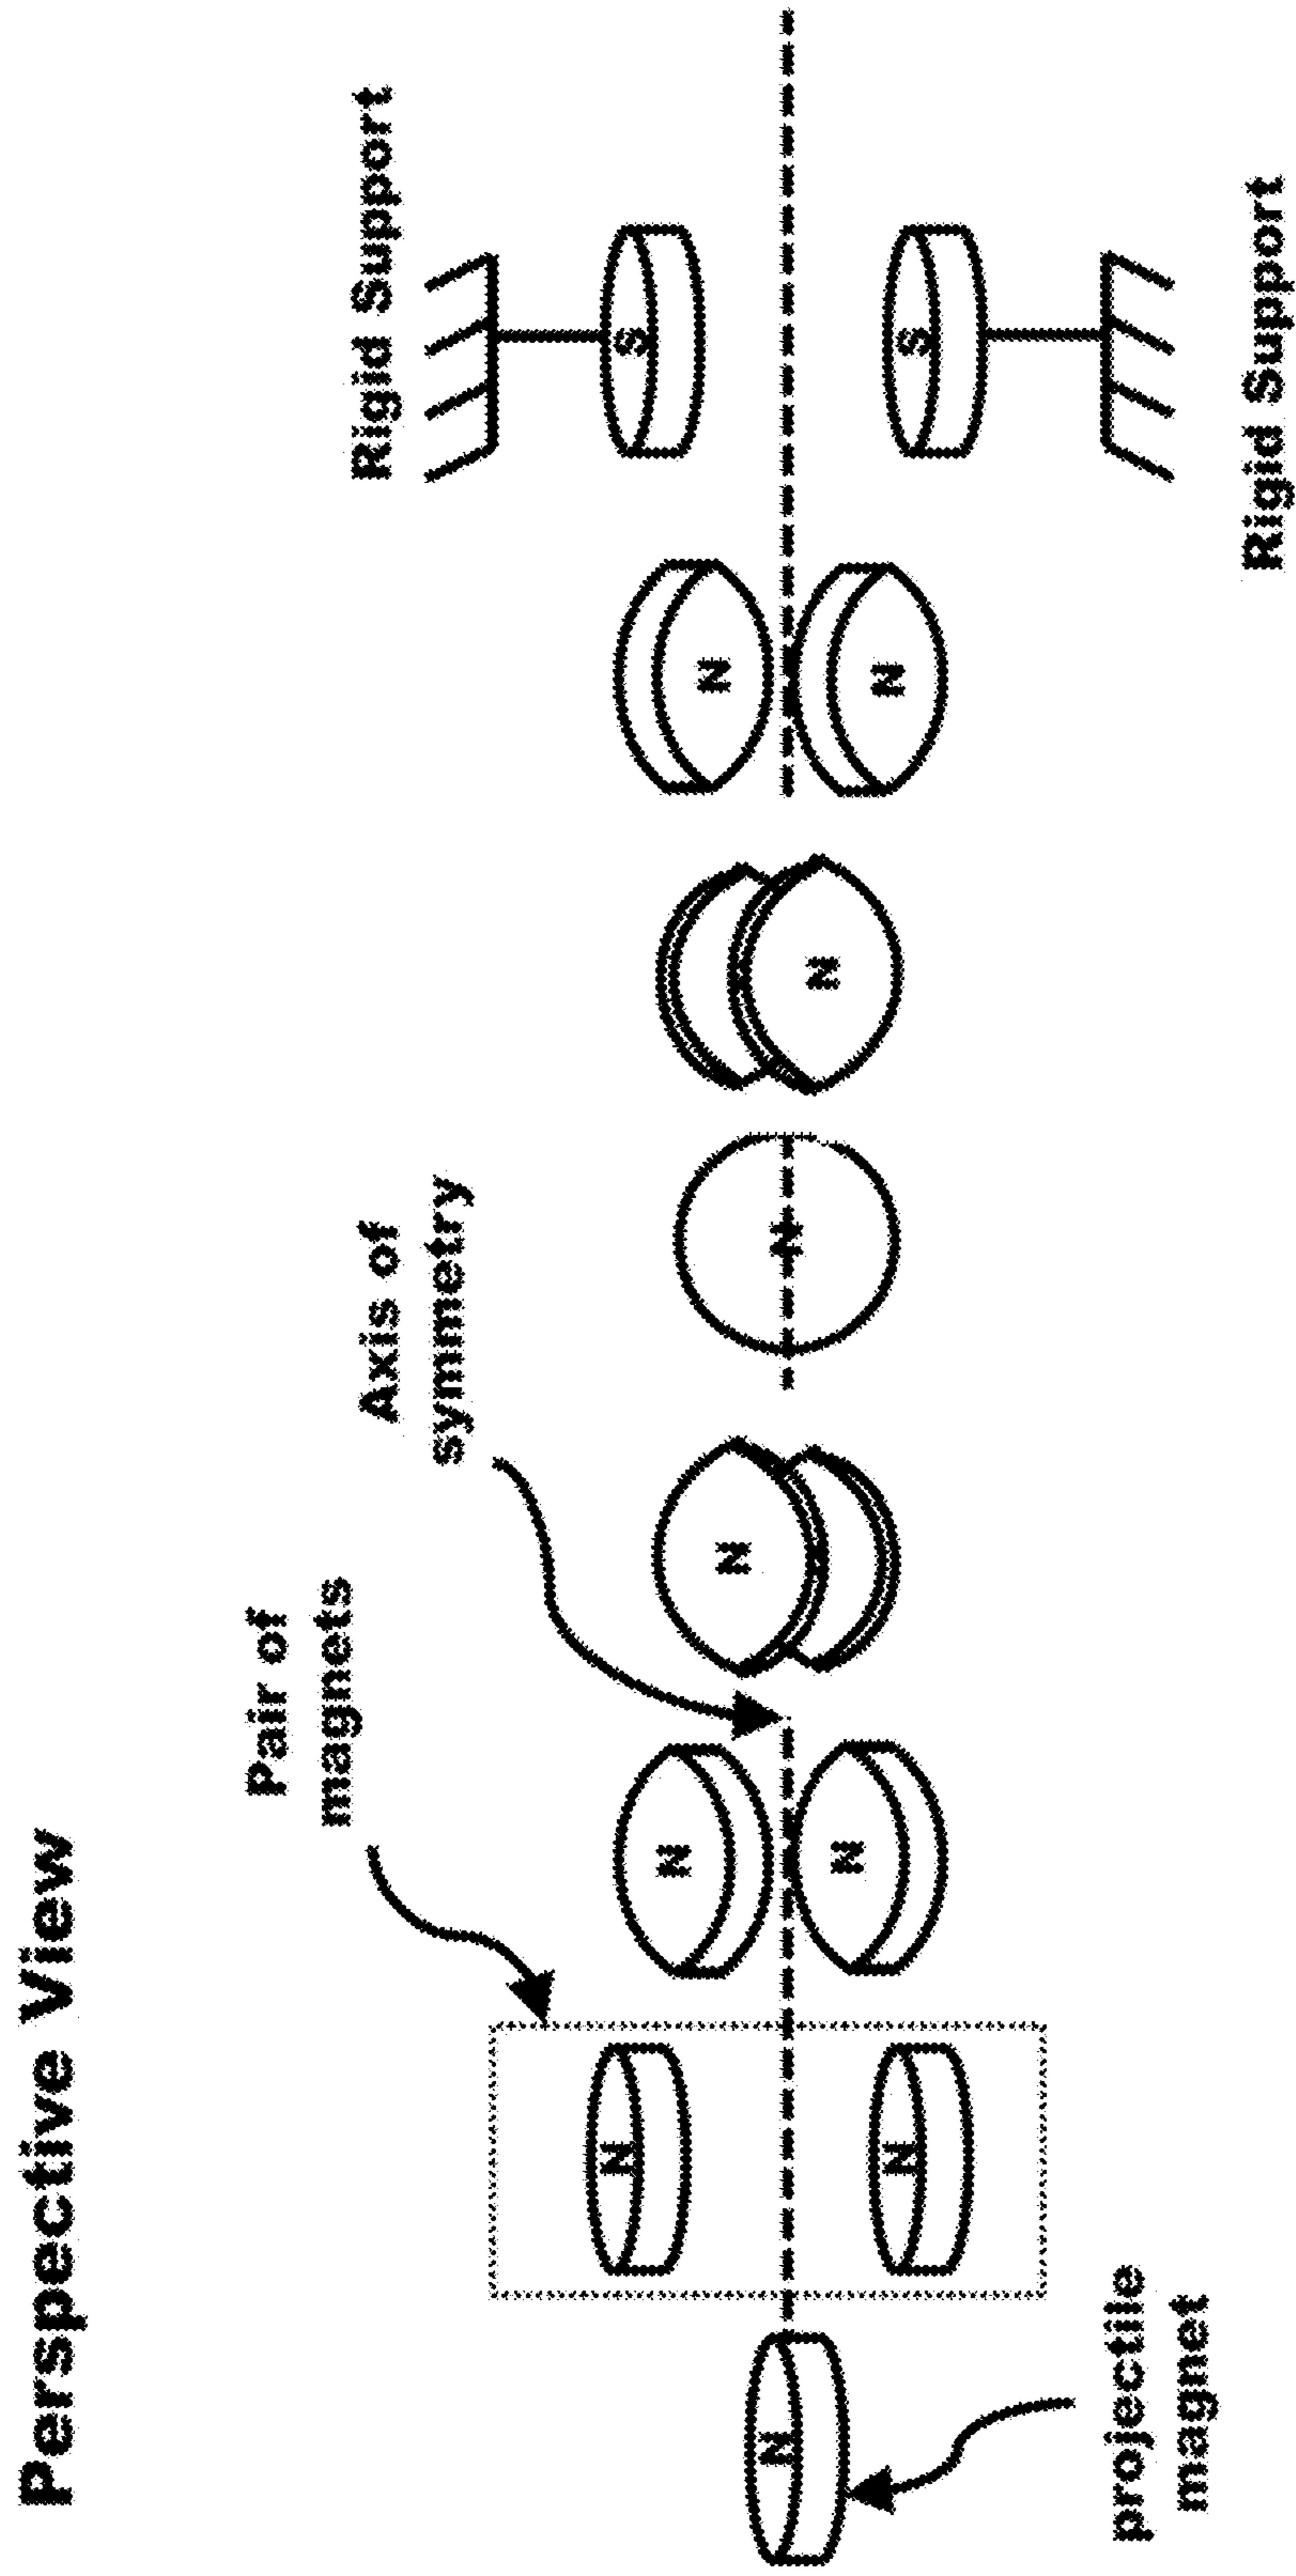 Perspective View
Pair of
magnets
Axis of
symmetry
Rigid Support
N
N
N
N
N
N
N
N
N
N
S
S
projectile
magnet
Rigid Support